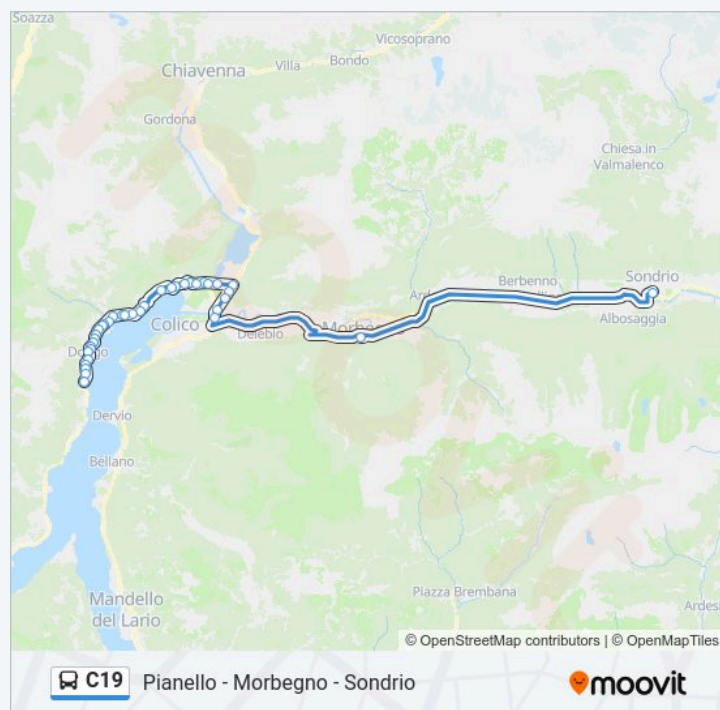 Soazza
Vicosoprano
Bondo
Villa
Chiavenna
Gordona
Chiesa in
Valmalenco
Berbenno
Sondrio
Colico
Delebio
Albosaggia
Dervio
Bellano
Piazza Brembana
Mandello
del Lario
© OpenStreetMap contributors | © OpenMapTiles
C19 Pianello - Morbegno - Sondrio
moovit